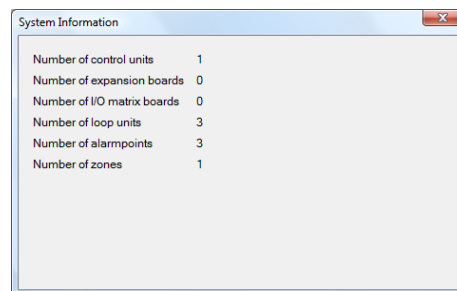 System Information
Number of control units 1
Number of expansion boards 0
Number of I/O matrix boards 0
Number of loop units 3
Number of alarmpoints 3
Number of zones 1